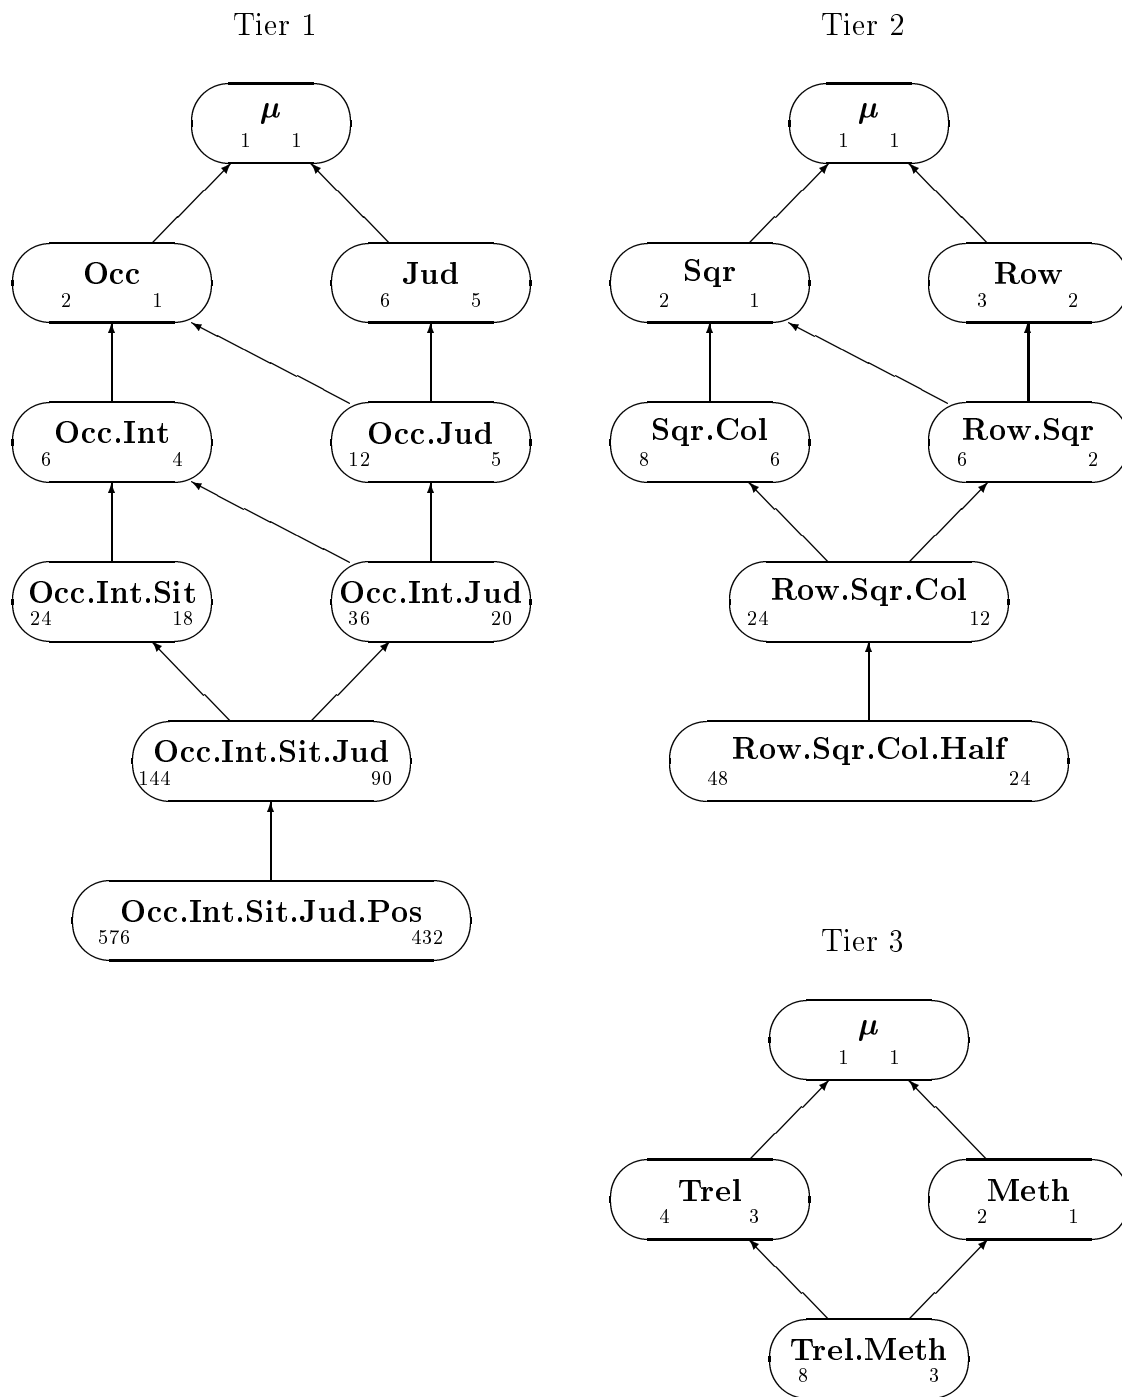 Tier 1
μ
1 1
Occ
2 1
Jud
6 5
Occ.Int
6 4
Occ.Jud
12 5
Occ.Int.Sit
24 18
Occ.Int.Jud
36 20
Occ.Int.Sit.Jud
144 90
Occ.Int.Sit.Jud.Pos
576 432
Tier 2
μ
1 1
Sqr
2 1
Row
3 2
Sqr.Col
8 6
Row.Sqr
6 2
Row.Sqr.Col
24 12
Row.Sqr.Col.Half
48 24
Tier 3
μ
1 1
Trel
4 3
Meth
2 1
Trel.Meth
8 3